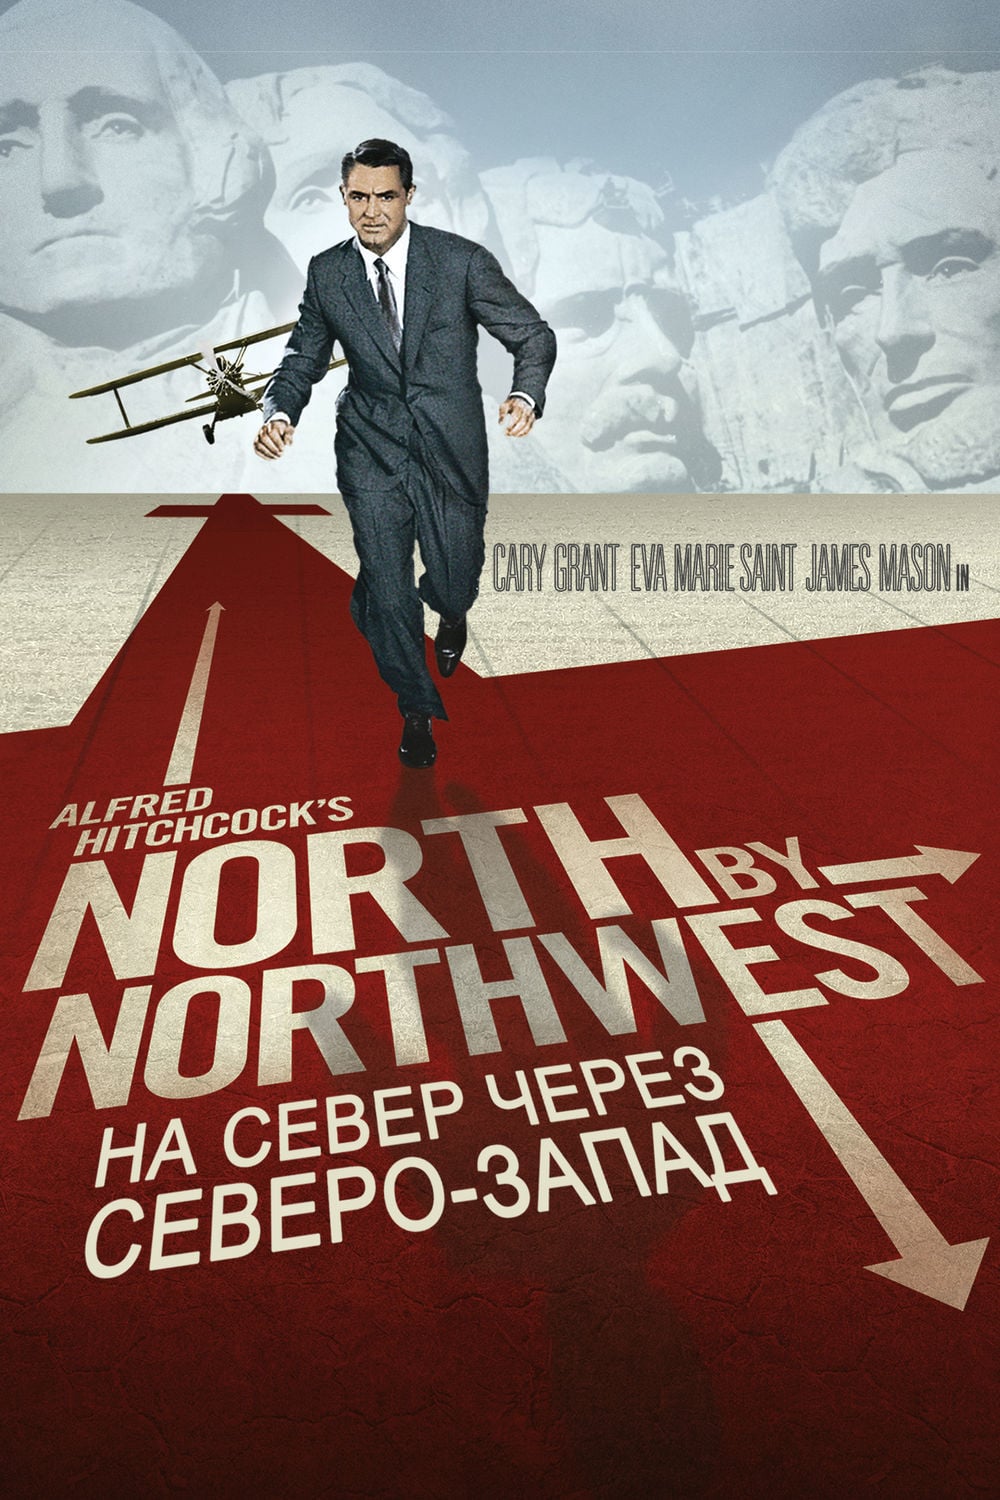 CARY GRANT EVA MARIE SAINT JAMES MASON IN
ALFRED
HITCHCOCK'S
NORTH BY
NORTHWEST
НА СЕВЕР ЧЕРЕЗ
СЕВЕРО-ЗАПАД